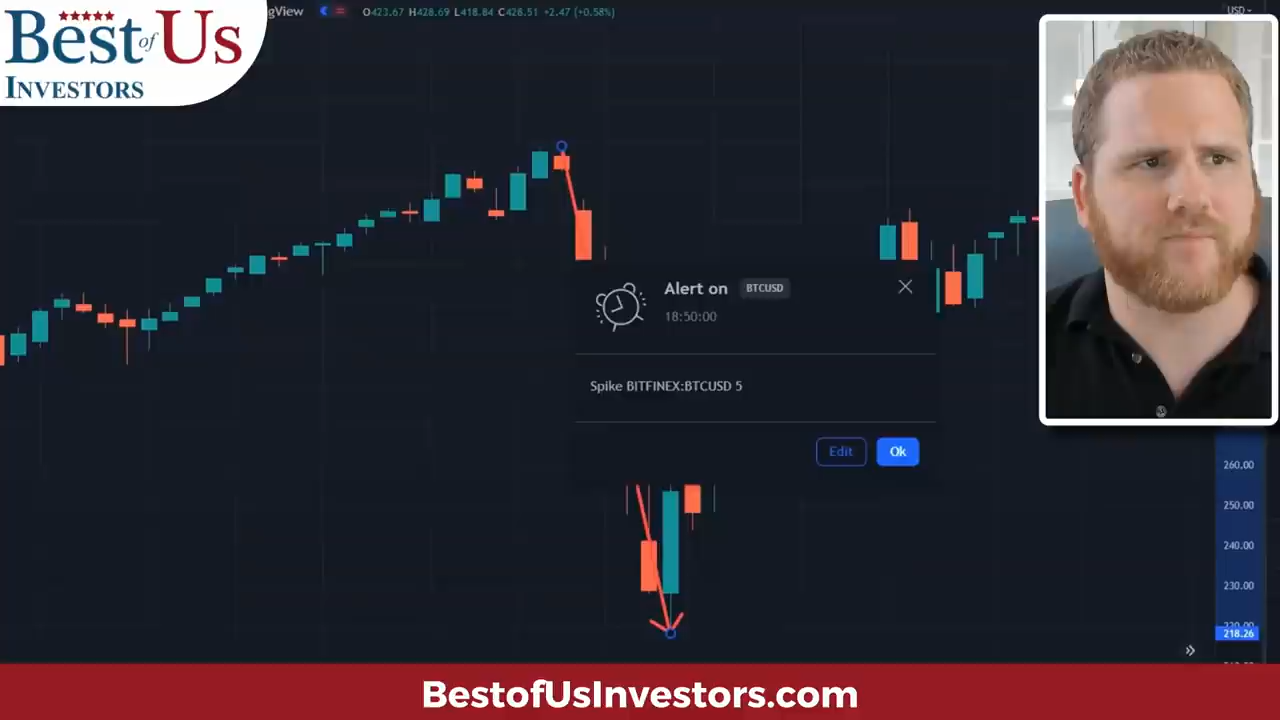 Best of Us
Investors
gView
O423.67 H428.69 L418.84 C428.51 +2.47 (+0.58%)
USD
Alert on BTCUSD
18:50:00
Spike BITFINEX:BTCUSD 5
Edit Ok
260.00
250.00
240.00
230.00
218.26
BestofUsInvestors.com